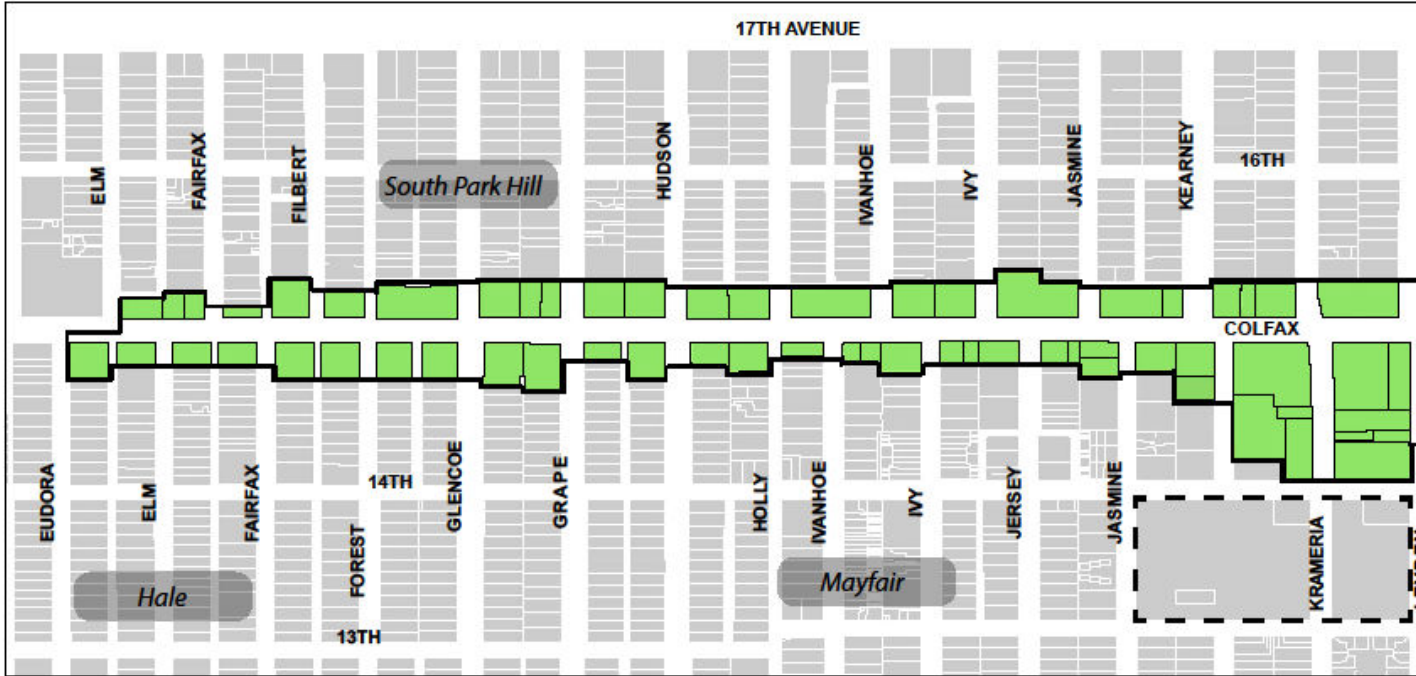 17TH AVENUE
ELM
FAIRFAX
FILBERT
South Park Hill
HUDSON
IVANHOE
IVY
JASMINE
KEARNEY
16TH
COLFAX
EUDORA
ELM
FAIRFAX
14TH
FOREST
GLENCOE
GRAPE
HOLLY
IVANHOE
IVY
JERSEY
JASMINE
KRAMERIA
Hale
Mayfair
13TH